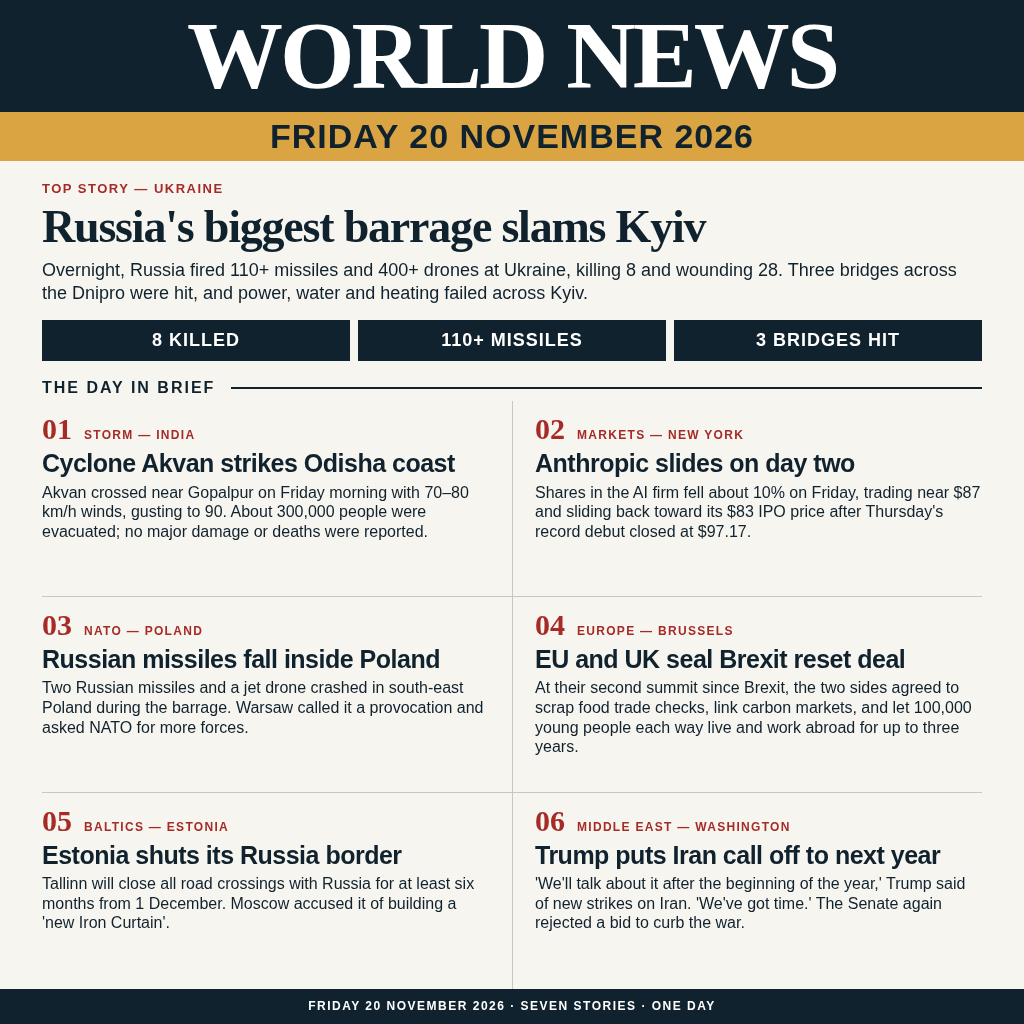 WORLD NEWS
FRIDAY 20 NOVEMBER 2026
TOP STORY — UKRAINE
Russia's biggest barrage slams Kyiv
Overnight, Russia fired 110+ missiles and 400+ drones at Ukraine, killing 8 and wounding 28. Three bridges across
the Dnipro were hit, and power, water and heating failed across Kyiv.
8 KILLED
110+ MISSILES
3 BRIDGES HIT
THE DAY IN BRIEF
01 STORM — INDIA
Cyclone Akvan strikes Odisha coast
Akvan crossed near Gopalpur on Friday morning with 70–80
km/h winds, gusting to 90. About 300,000 people were
evacuated; no major damage or deaths were reported.
02 MARKETS — NEW YORK
Anthropic slides on day two
Shares in the AI firm fell about 10% on Friday, trading near $87
and sliding back toward its $83 IPO price after Thursday's
record debut closed at $97.17.
03 NATO — POLAND
Russian missiles fall inside Poland
Two Russian missiles and a jet drone crashed in south-east
Poland during the barrage. Warsaw called it a provocation and
asked NATO for more forces.
04 EUROPE — BRUSSELS
EU and UK seal Brexit reset deal
At their second summit since Brexit, the two sides agreed to
scrap food trade checks, link carbon markets, and let 100,000
young people each way live and work abroad for up to three
years.
05 BALTICS — ESTONIA
Estonia shuts its Russia border
Tallinn will close all road crossings with Russia for at least six
months from 1 December. Moscow accused it of building a
'new Iron Curtain'.
06 MIDDLE EAST — WASHINGTON
Trump puts Iran call off to next year
'We'll talk about it after the beginning of the year,' Trump said
of new strikes on Iran. 'We've got time.' The Senate again
rejected a bid to curb the war.
FRIDAY 20 NOVEMBER 2026 · SEVEN STORIES · ONE DAY